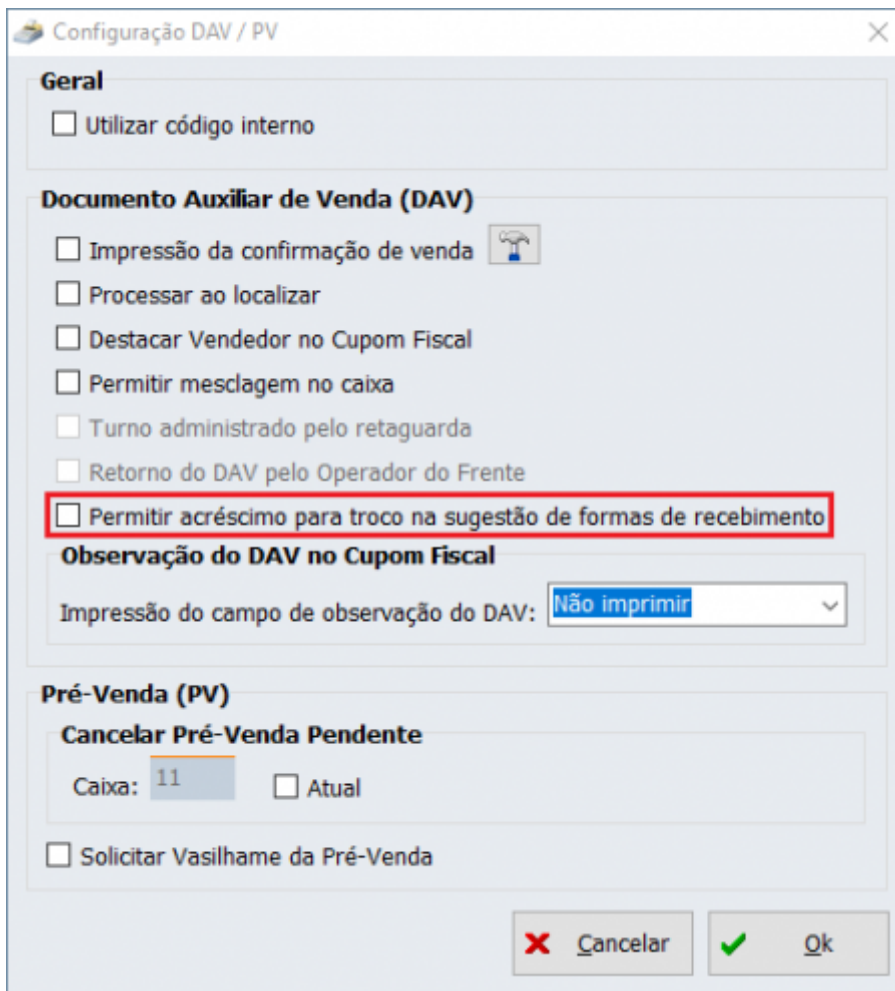 Configuração DAV / PV
Geral
Utilizar código interno
Documento Auxiliar de Venda (DAV)
Impressão da confirmação de venda
Processar ao localizar
Destacar Vendedor no Cupom Fiscal
Permitir mesclagem no caixa
Turno administrado pelo retaguarda
Retorno do DAV pelo Operador do Frente
Permitir acréscimo para troco na sugestão de formas de recebimento
Observação do DAV no Cupom Fiscal
Impressão do campo de observação do DAV: Não imprimir
Pré-Venda (PV)
Cancelar Pré-Venda Pendente
Caixa: 11 Atual
Solicitar Vasilhame da Pré-Venda
Cancelar Ok